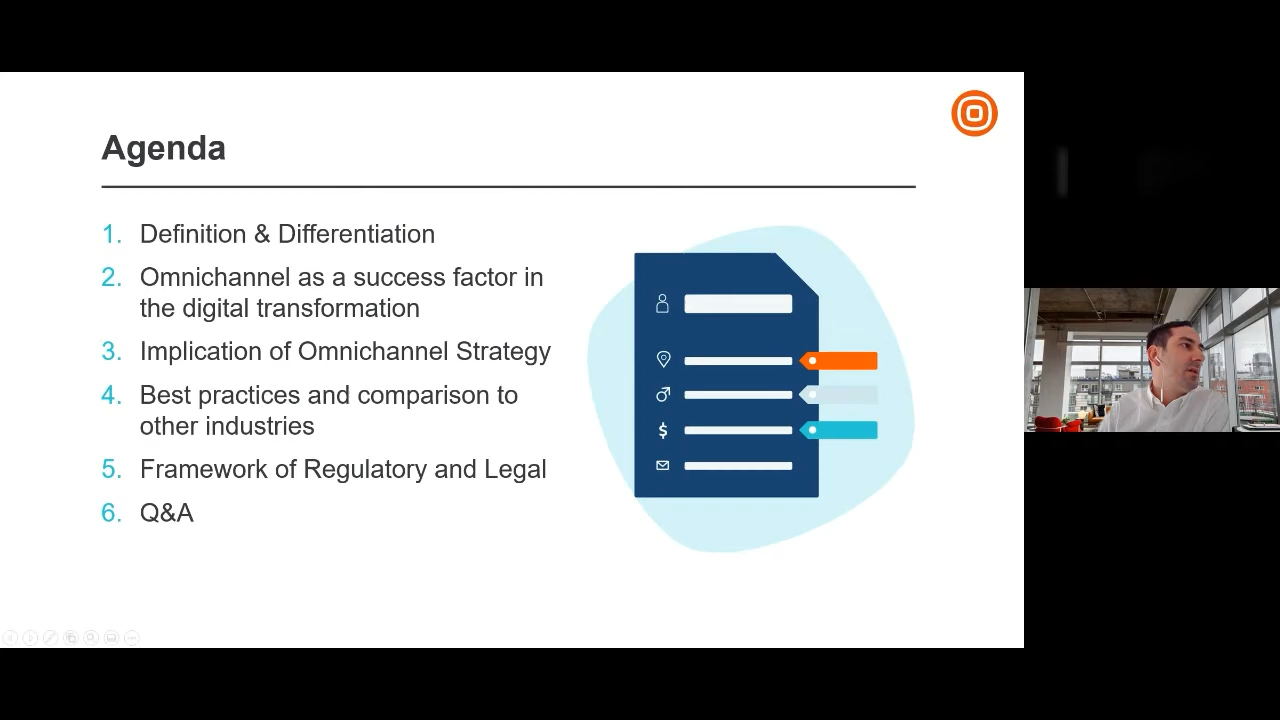 Agenda
1. Definition & Differentiation
2. Omnichannel as a success factor in
the digital transformation
3. Implication of Omnichannel Strategy
4. Best practices and comparison to
other industries
5. Framework of Regulatory and Legal
6. Q&A
$